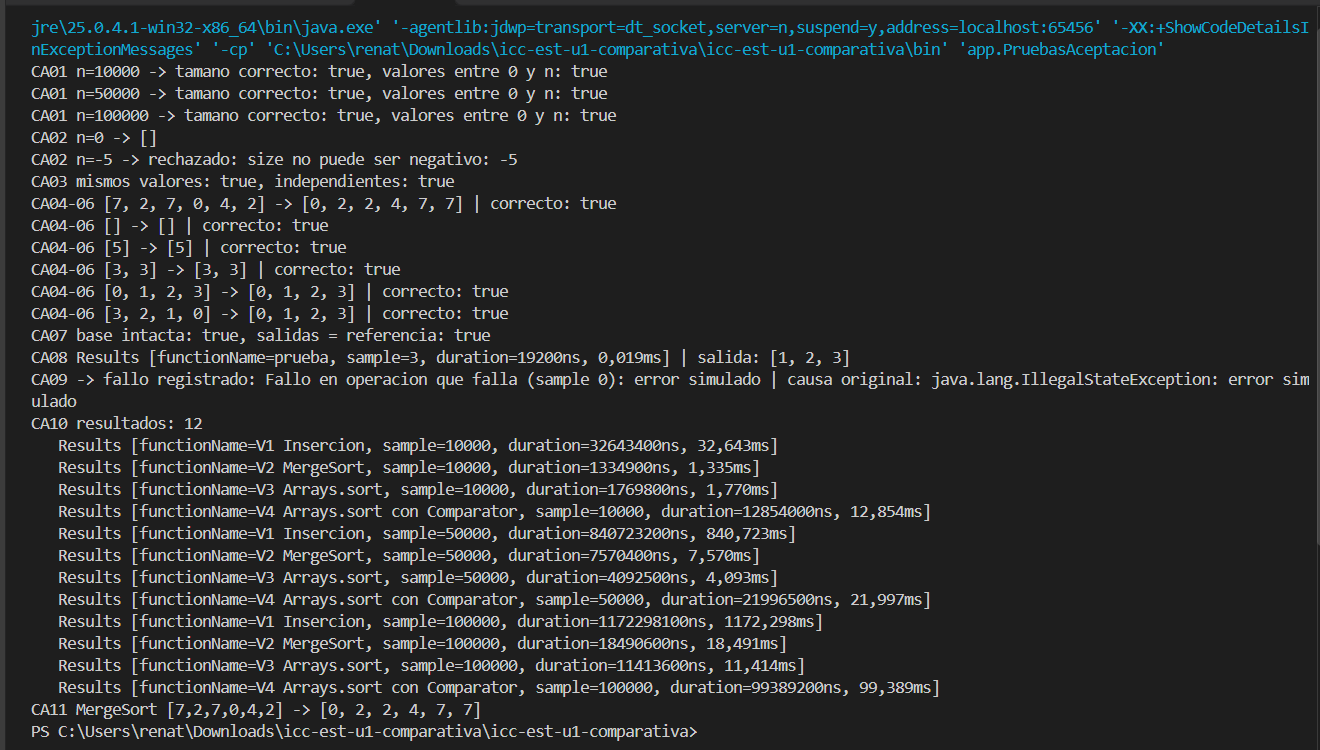 jre\25.0.4.1-win32-x86_64\bin\java.exe' '-agentlib:jdwp=transport=dt_socket,server=n,suspend=y,address=localhost:65456' '-XX:+ShowCodeDetailsI
nExceptionMessages' '-cp' 'C:\Users\renat\Downloads\icc-est-u1-comparativa\icc-est-u1-comparativa\bin' 'app.PruebasAceptacion'
CA01 n=10000 -> tamano correcto: true, valores entre 0 y n: true
CA01 n=50000 -> tamano correcto: true, valores entre 0 y n: true
CA01 n=100000 -> tamano correcto: true, valores entre 0 y n: true
CA02 n=0 -> []
CA02 n=-5 -> rechazado: size no puede ser negativo: -5
CA03 mismos valores: true, independientes: true
CA04-06 [7, 2, 7, 0, 4, 2] -> [0, 2, 2, 4, 7, 7] | correcto: true
CA04-06 [] -> [] | correcto: true
CA04-06 [5] -> [5] | correcto: true
CA04-06 [3, 3] -> [3, 3] | correcto: true
CA04-06 [0, 1, 2, 3] -> [0, 1, 2, 3] | correcto: true
CA04-06 [3, 2, 1, 0] -> [0, 1, 2, 3] | correcto: true
CA07 base intacta: true, salidas = referencia: true
CA08 Results [functionName=prueba, sample=3, duration=19200ns, 0,019ms] | salida: [1, 2, 3]
CA09 -> fallo registrado: Fallo en operacion que falla (sample 0): error simulado | causa original: java.lang.IllegalStateException: error sim
ulado
CA10 resultados: 12
   Results [functionName=V1 Insercion, sample=10000, duration=32643400ns, 32,643ms]
   Results [functionName=V2 MergeSort, sample=10000, duration=1334900ns, 1,335ms]
   Results [functionName=V3 Arrays.sort, sample=10000, duration=1769800ns, 1,770ms]
   Results [functionName=V4 Arrays.sort con Comparator, sample=10000, duration=12854000ns, 12,854ms]
   Results [functionName=V1 Insercion, sample=50000, duration=840723200ns, 840,723ms]
   Results [functionName=V2 MergeSort, sample=50000, duration=7570400ns, 7,570ms]
   Results [functionName=V3 Arrays.sort, sample=50000, duration=4092500ns, 4,093ms]
   Results [functionName=V4 Arrays.sort con Comparator, sample=50000, duration=21996500ns, 21,997ms]
   Results [functionName=V1 Insercion, sample=100000, duration=1172298100ns, 1172,298ms]
   Results [functionName=V2 MergeSort, sample=100000, duration=18490600ns, 18,491ms]
   Results [functionName=V3 Arrays.sort, sample=100000, duration=11413600ns, 11,414ms]
   Results [functionName=V4 Arrays.sort con Comparator, sample=100000, duration=99389200ns, 99,389ms]
CA11 MergeSort [7,2,7,0,4,2] -> [0, 2, 2, 4, 7, 7]
PS C:\Users\renat\Downloads\icc-est-u1-comparativa\icc-est-u1-comparativa>